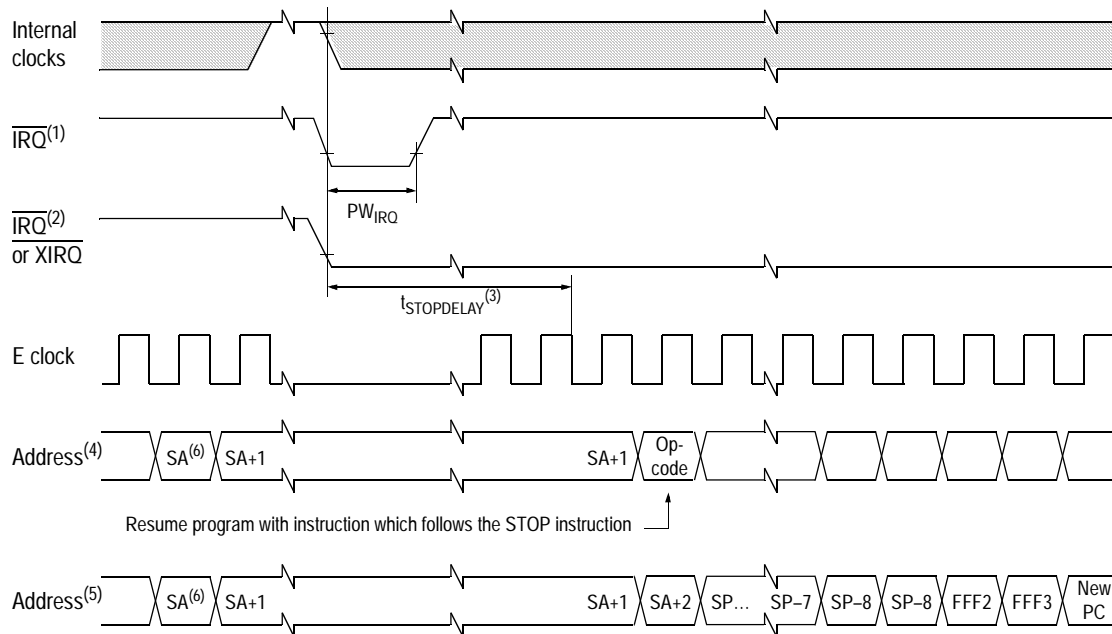 Internal
clocks
IRQ(1)
PWIRQ
IRQ(2)
or XIRQ
tSTOPDELAY(3)
E clock
Address(4) SA(6) SA+1 SA+1 Op-
code
Resume program with instruction which follows the STOP instruction
Address(5) SA(6) SA+1 SA+1 SA+2 SP… SP–7 SP–8 SP–8 FFF2 FFF3 New
PC